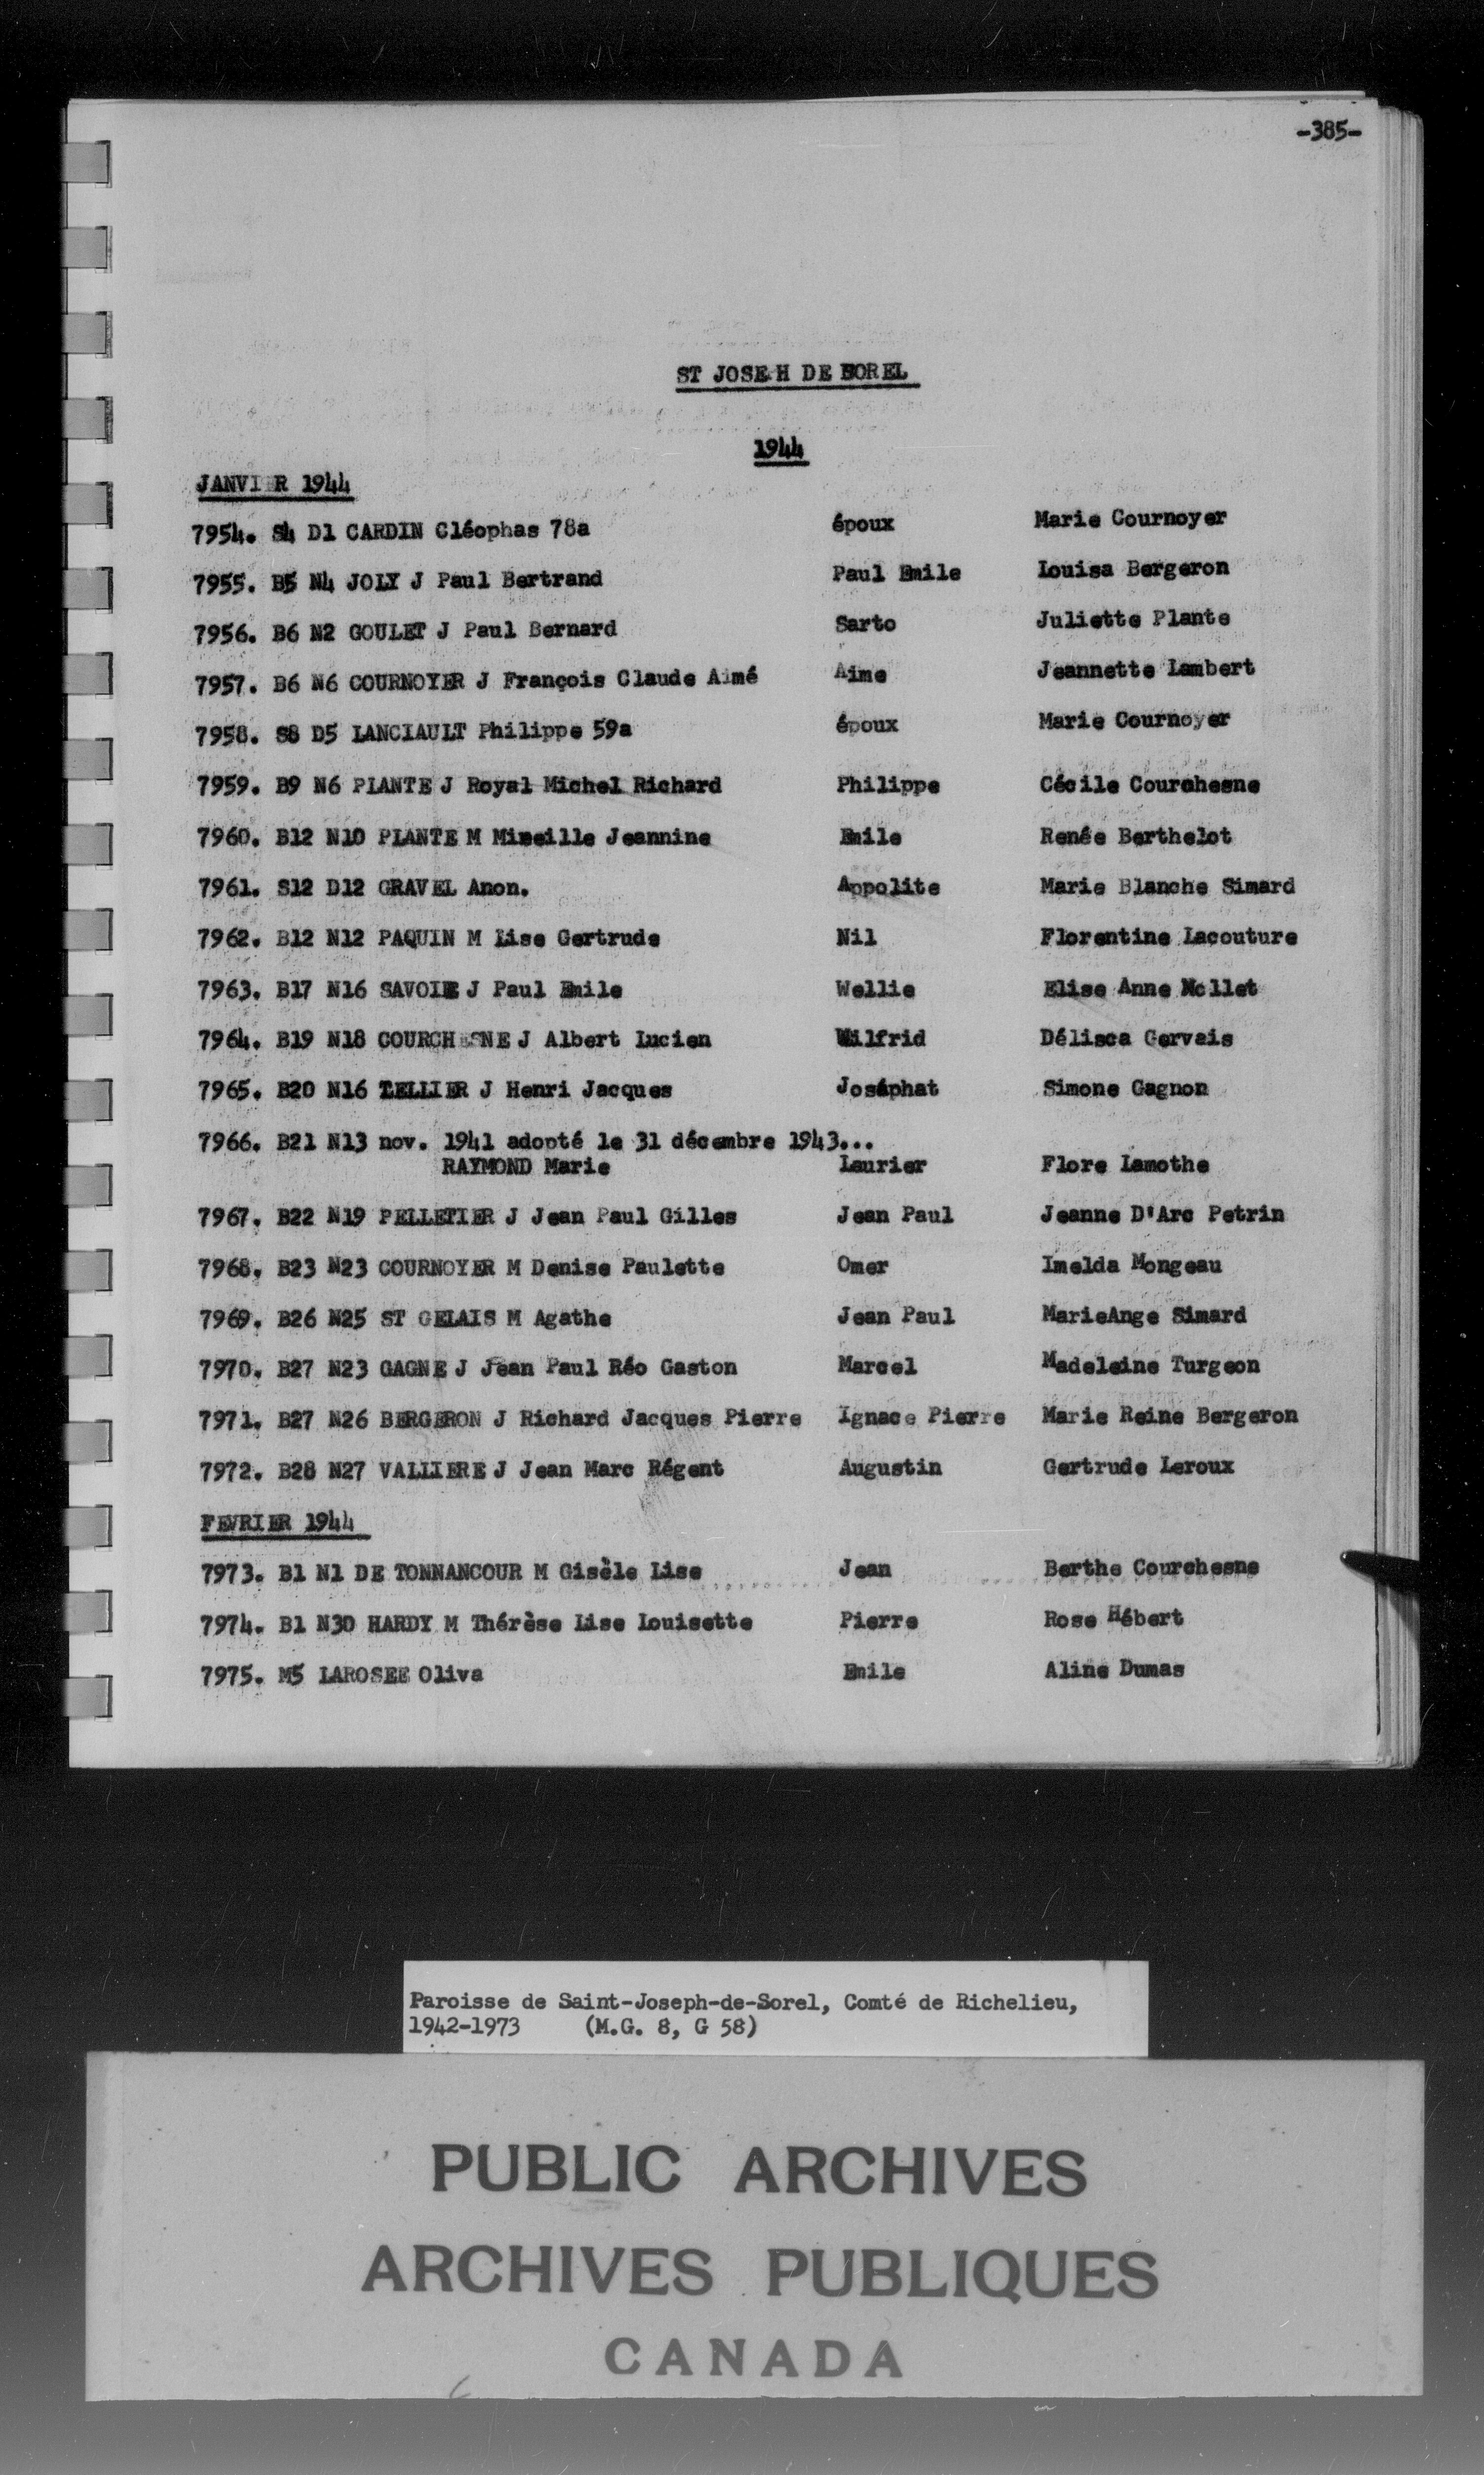 -385-
ST JOSEPH DE SOREL
1944
JANVIER 1944
7954. S4 D1 CARDIN Cléophas 78a époux Marie Cournoyer
7955. B5 N4 JOLY J Paul Bertrand Paul Emile Louisa Bergeron
7956. B6 N2 GOULET J Paul Bernard Sarto Juliette Plante
7957. B6 N6 COURNOYER J François Claude Aimé Aime Jeannette Lambert
7958. S8 D5 LANCIAULT Philippe 59a époux Marie Cournoyer
7959. B9 N6 PLANTE J Royal Michel Richard Philippe Cécile Courchesne
7960. B12 N10 PLANTE M Mireille Jeannine Emile Renée Berthelot
7961. S12 D12 GRAVEL Anon. Appolite Marie Blanche Simard
7962. B12 N12 PAQUIN M Lise Gertrude Nil Florentine Lacouture
7963. B17 N16 SAVOIE J Paul Emile Wellie Elise Anne Mollet
7964. B19 N18 COURCHESNE J Albert Lucien Wilfrid Délisca Gervais
7965. B20 N16 TELLIER J Henri Jacques Joséphat Simone Gagnon
7966. B21 N13 nov. 1941 adopté le 31 décembre 1943...
RAYMOND Marie Laurier Flore Lamothe
7967. B22 N19 PELLETIER J Jean Paul Gilles Jean Paul Jeanne D'Arc Petrin
7968. B23 N23 COURNOYER M Denise Paulette Omer Imelda Mongeau
7969. B26 N25 ST GELAIS M Agathe Jean Paul MarieAnge Simard
7970. B27 N23 GAGNE J Jean Paul Réo Gaston Marcel Madeleine Turgeon
7971. B27 N26 BERGERON J Richard Jacques Pierre Ignace Pierre Marie Reine Bergeron
7972. B28 N27 VALLIERE J Jean Marc Régent Augustin Gertrude Leroux
FEVRIER 1944
7973. B1 N1 DE TONNANCOUR M Gisèle Lise Jean Berthe Courchesne
7974. B1 N30 HARDY M Thérèse Lise Louisette Pierre Rose Hébert
7975. M5 LAROSEE Oliva Emile Aline Dumas
Paroisse de Saint-Joseph-de-Sorel, Comté de Richelieu,
1942-1973 (M.G. 8, G 58)
PUBLIC ARCHIVES
ARCHIVES PUBLIQUES
CANADA